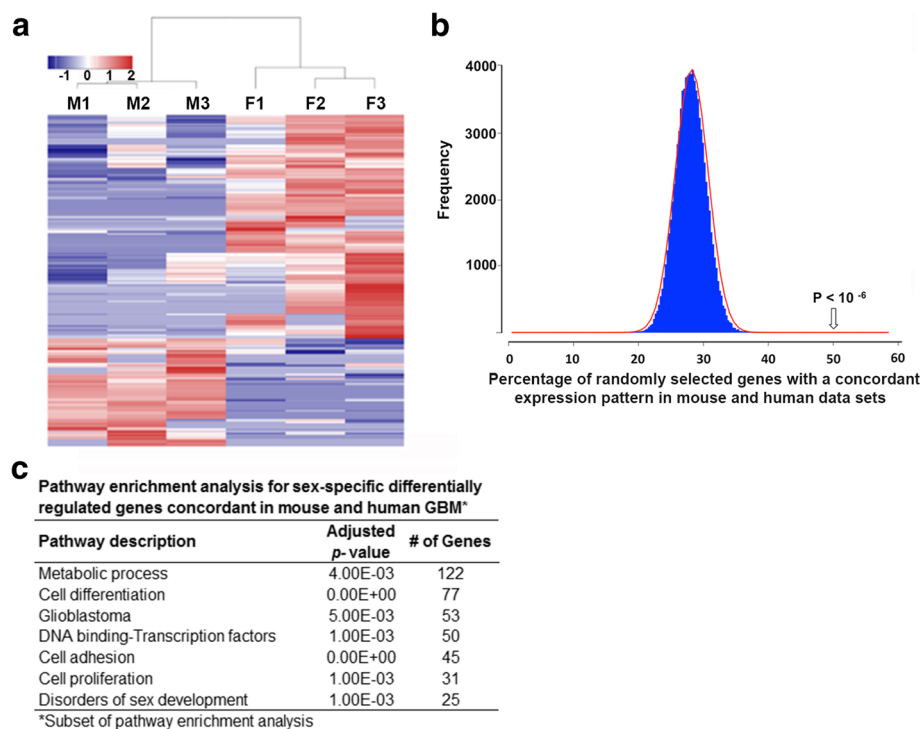 a
-1 0 1 2
M1 M2 M3 F1 F2 F3
b
4000
3000
2000
1000
Frequency
P < 10 -6
0 10 20 30 40 50 60
Percentage of randomly selected genes with a concordant
expression pattern in mouse and human data sets
c
Pathway enrichment analysis for sex-specific differentially
regulated genes concordant in mouse and human GBM*
Pathway description Adjusted p- value # of Genes
Metabolic process 4.00E-03 122
Cell differentiation 0.00E+00 77
Glioblastoma 5.00E-03 53
DNA binding-Transcription factors 1.00E-03 50
Cell adhesion 0.00E+00 45
Cell proliferation 1.00E-03 31
Disorders of sex development 1.00E-03 25
*Subset of pathway enrichment analysis